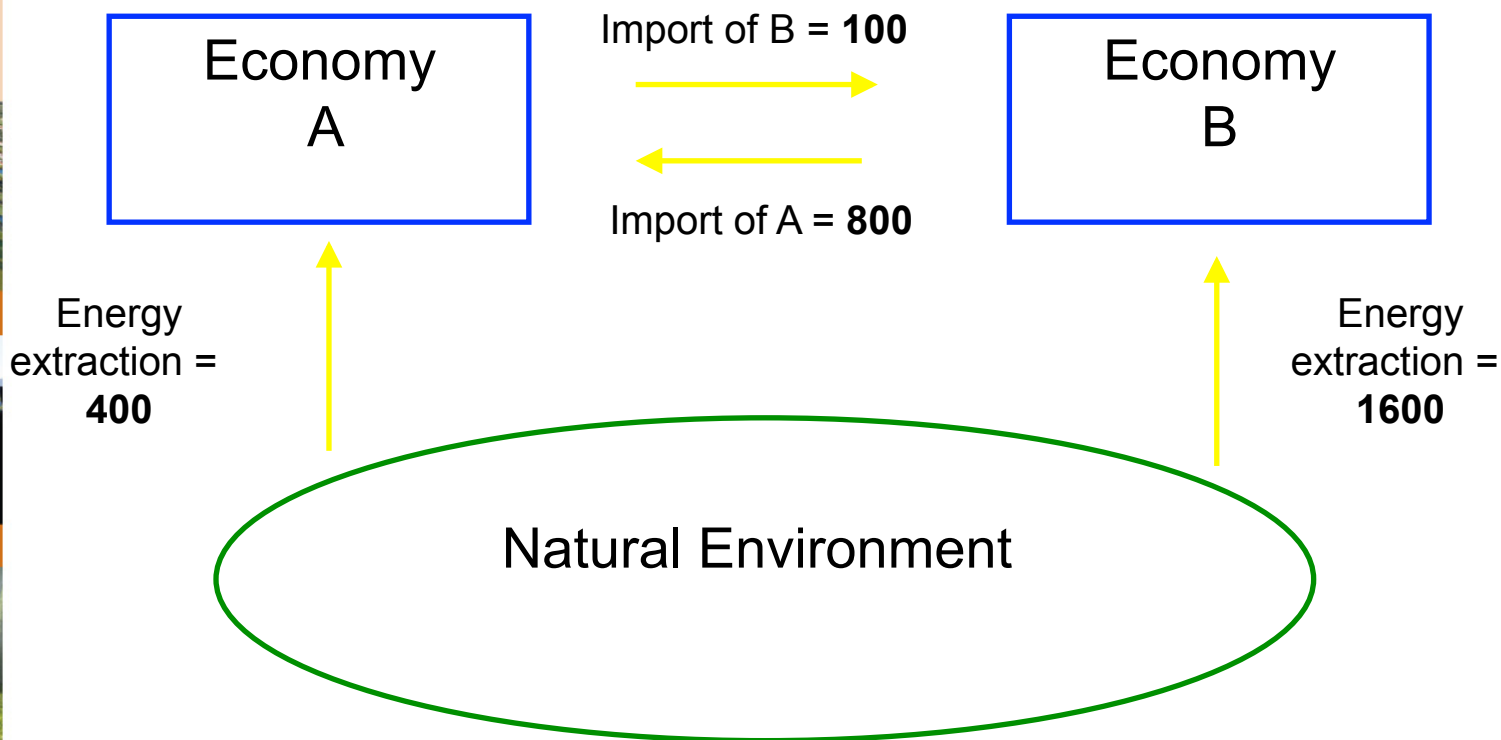 Economy
A
Import of B = 100
Economy
B
Import of A = 800
Energy
extraction =
400
Energy
extraction =
1600
Natural Environment